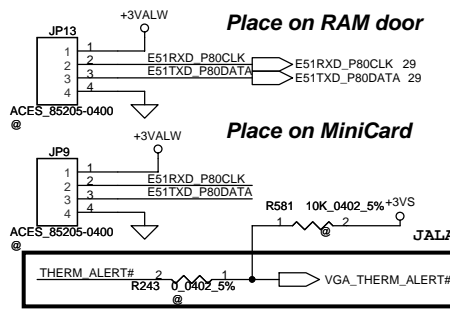 JP13
+3VALW
Place on RAM door
1 1
2 2 E51RXD_P80CLK E51RXD_P80CLK 29
3 3 E51TXD_P80DATA E51TXD_P80DATA 29
4 4
ACES_85205-0400
@
+3VALW
Place on MiniCard
JP9
1 1
2 2 E51RXD_P80CLK
3 3 E51TXD_P80DATA
4 4
ACES_85205-0400
@
R581 10K_0402_5% +3VS
1 2
@
JALA
THERM_ALERT# 2 1 VGA_THERM_ALERT#
R243 0_0402_5%
@